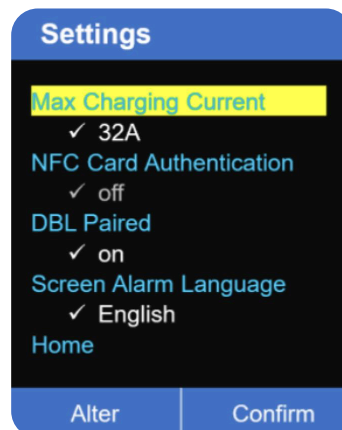 Settings
Max Charging Current
✓ 32A
NFC Card Authentication
✓ off
DBL Paired
✓ on
Screen Alarm Language
✓ English
Home
Alter Confirm